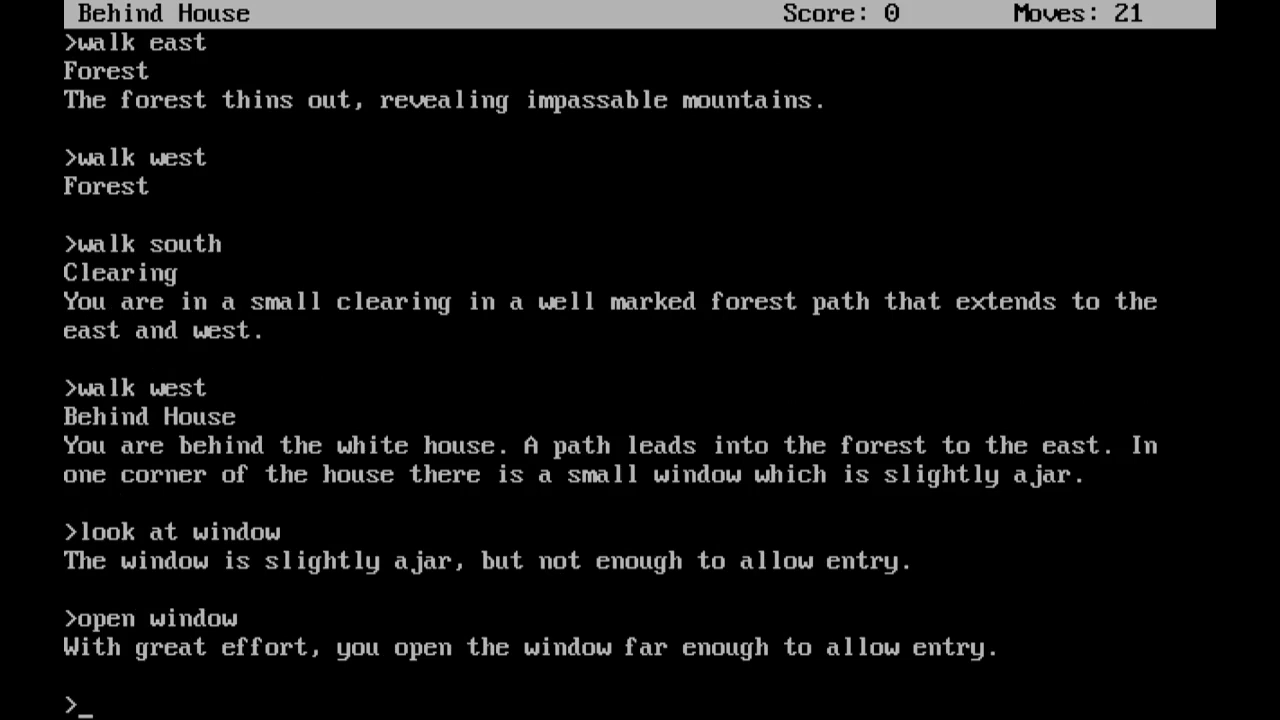 Behind House Score: 0 Moves: 21
>walk east
Forest
The forest thins out, revealing impassable mountains.
>walk west
Forest
>walk south
Clearing
You are in a small clearing in a well marked forest path that extends to the
east and west.
>walk west
Behind House
You are behind the white house. A path leads into the forest to the east. In
one corner of the house there is a small window which is slightly ajar.
>look at window
The window is slightly ajar, but not enough to allow entry.
>open window
With great effort, you open the window far enough to allow entry.
>_